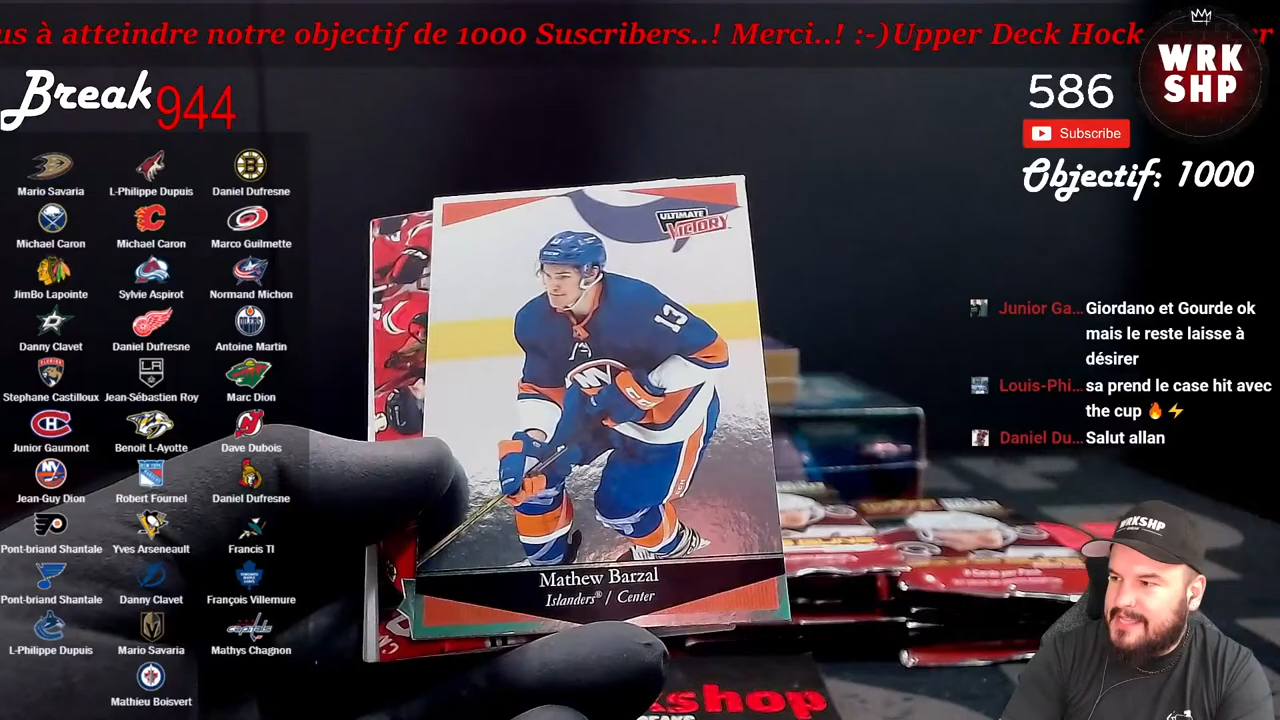 us à atteindre notre objectif de 1000 Suscribers..! Merci..! :-) Upper Deck Hock
Break 944
Mario Savaria L-Philippe Dupuis Daniel Dufresne
Michael Caron Michael Caron Marco Guilmette
JimBo Lapointe Sylvie Aspirot Normand Michon
Danny Clavet Daniel Dufresne Antoine Martin
Stephane Castilloux Jean-Sébastien Roy Marc Dion
Junior Gaumont Benoit L-Ayotte Dave Dubois
Jean-Guy Dion Robert Fournel Daniel Dufresne
Pont-briand Shantale Yves Arseneault Francis TI
Pont-briand Shantale Danny Clavet François Villemure
L-Philippe Dupuis Mario Savaria Mathys Chagnon
Mathieu Boisvert
ULTIMATE
VICTORY
13
Mathew Barzal
Islanders® / Center
WRK
SHP
586
Subscribe
Objectif: 1000
Junior Ga... Giordano et Gourde ok
mais le reste laisse à
désirer
Louis-Phi... sa prend le case hit avec
the cup 🔥⚡
Daniel Du... Salut allan
WRKSHP
kshop